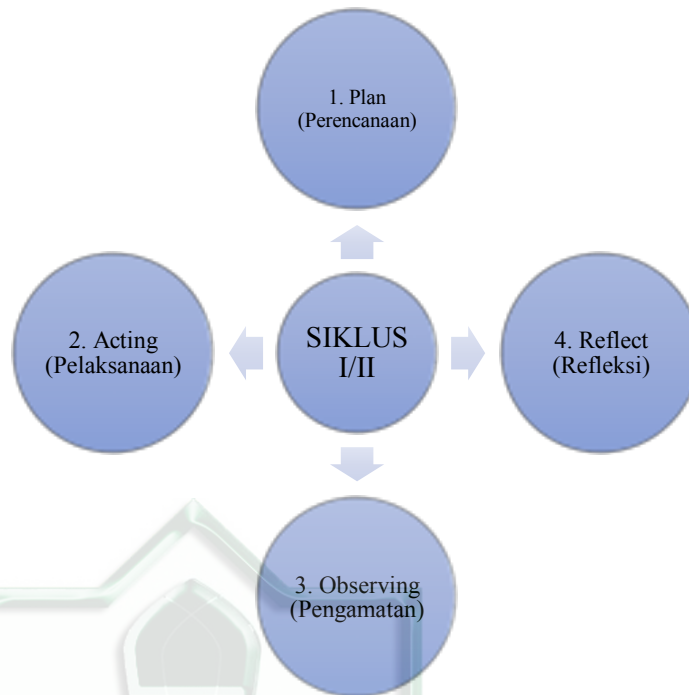 1. Plan
(Perencanaan)
2. Acting
(Pelaksanaan)
SIKLUS
I/II
4. Reflect
(Refleksi)
3. Observing
(Pengamatan)